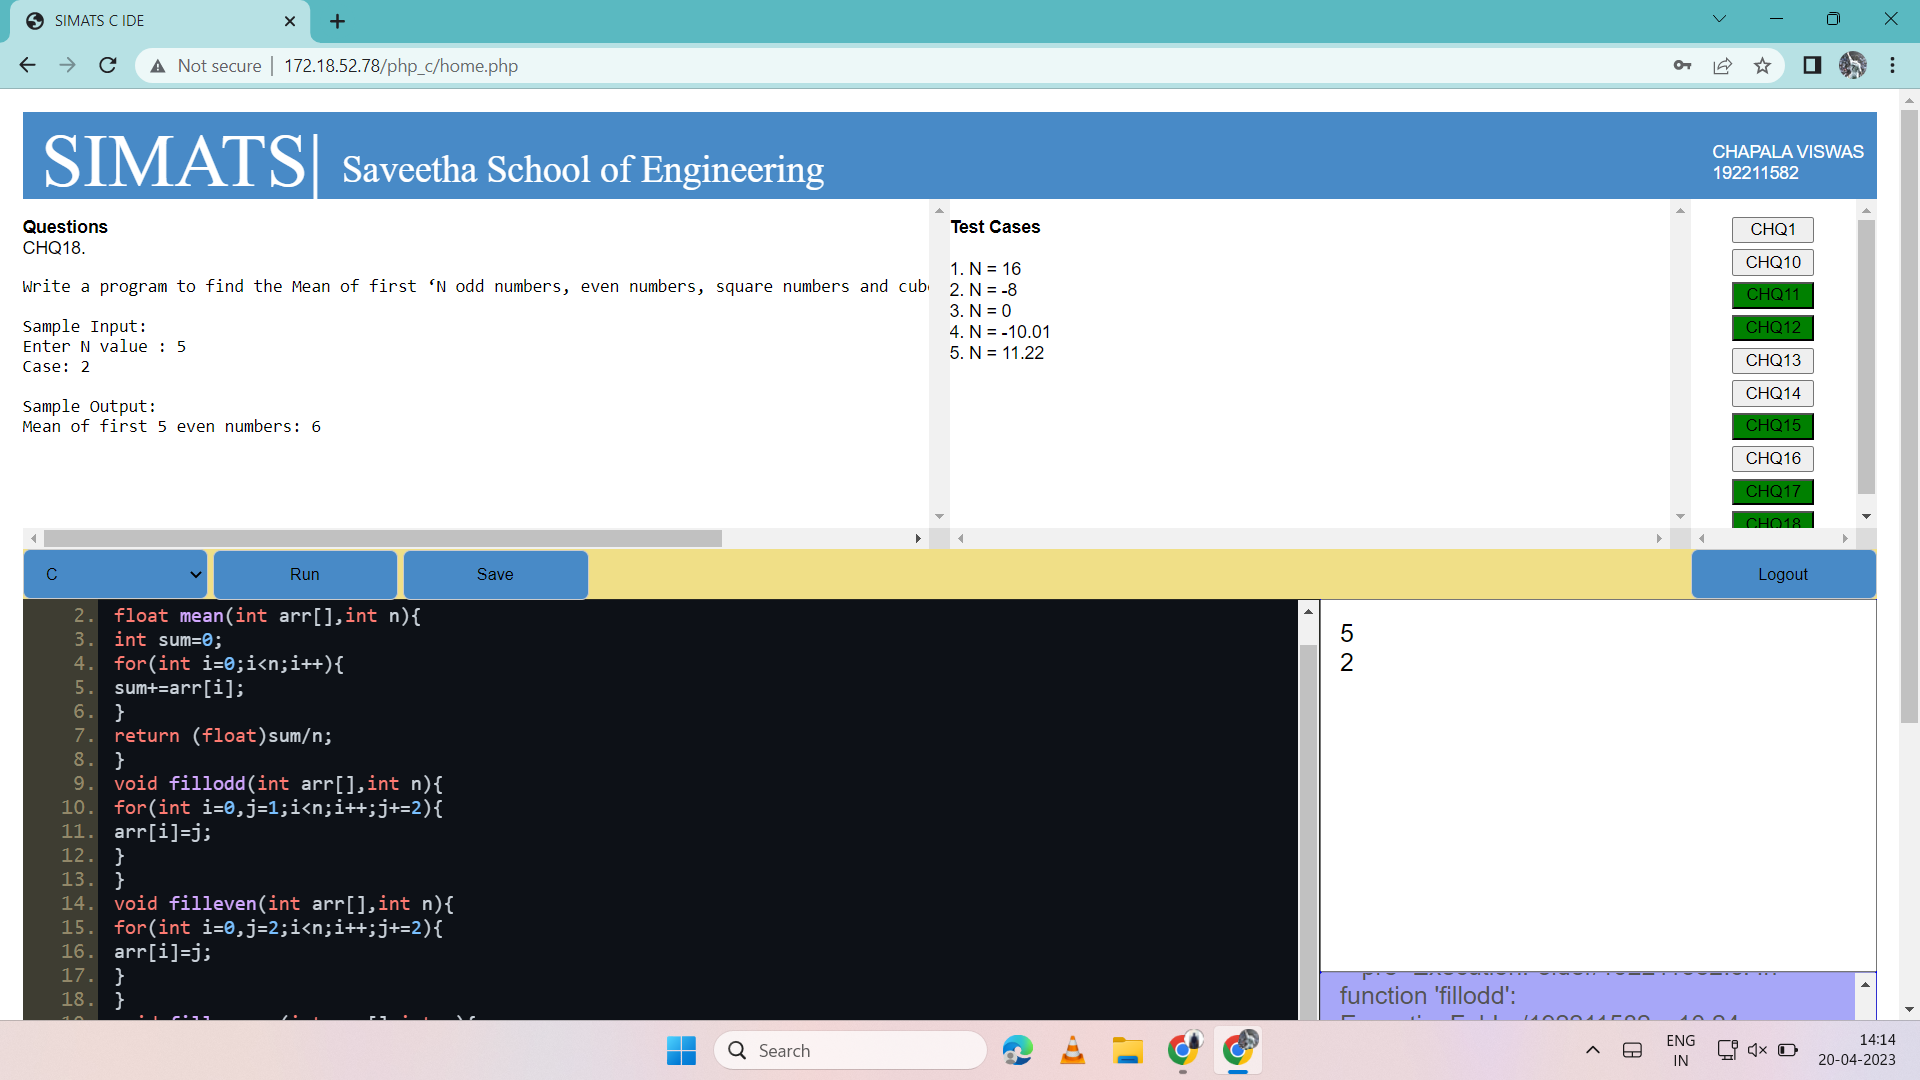 SIMATS C IDE
Not secure
172.18.52.78/php_c/home.php
SIMATS|
Saveetha School of Engineering
CHAPALA VISWAS
192211582
Questions
CHQ18.
Write a program to find the Mean of first ‘N odd numbers, even numbers, square numbers and cub
Sample Input:
Enter N value : 5
Case: 2
Sample Output:
Mean of first 5 even numbers: 6
Test Cases
1. N = 16
2. N = -8
3. N = 0
4. N = -10.01
5. N = 11.22
CHQ1
CHQ10
CHQ11
CHQ12
CHQ13
CHQ14
CHQ15
CHQ16
CHQ17
CHQ18
C
Run
Save
Logout
2. float mean(int arr[],int n){
3. int sum=0;
4. for(int i=0;i<n;i++){
5. sum+=arr[i];
6. }
7. return (float)sum/n;
8. }
9. void fillodd(int arr[],int n){
10. for(int i=0,j=1;i<n;i++;j+=2){
11. arr[i]=j;
12. }
13. }
14. void filleven(int arr[],int n){
15. for(int i=0,j=2;i<n;i++;j+=2){
16. arr[i]=j;
17. }
18. }
5
2
function 'fillodd':
Search
ENG
IN
14:14
20-04-2023